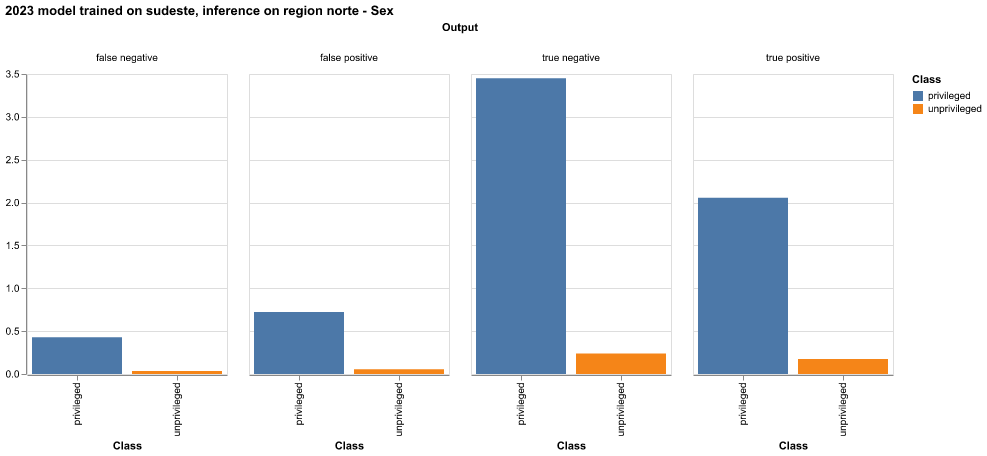 2023 model trained on sudeste, inference on region norte - Sex
Output
false negative
false positive
true negative
true positive
3.5
3.0
2.5
2.0
1.5
1.0
0.5
0.0
privileged
unprivileged
privileged
unprivileged
privileged
unprivileged
privileged
unprivileged
Class
Class
Class
Class
Class
privileged
unprivileged